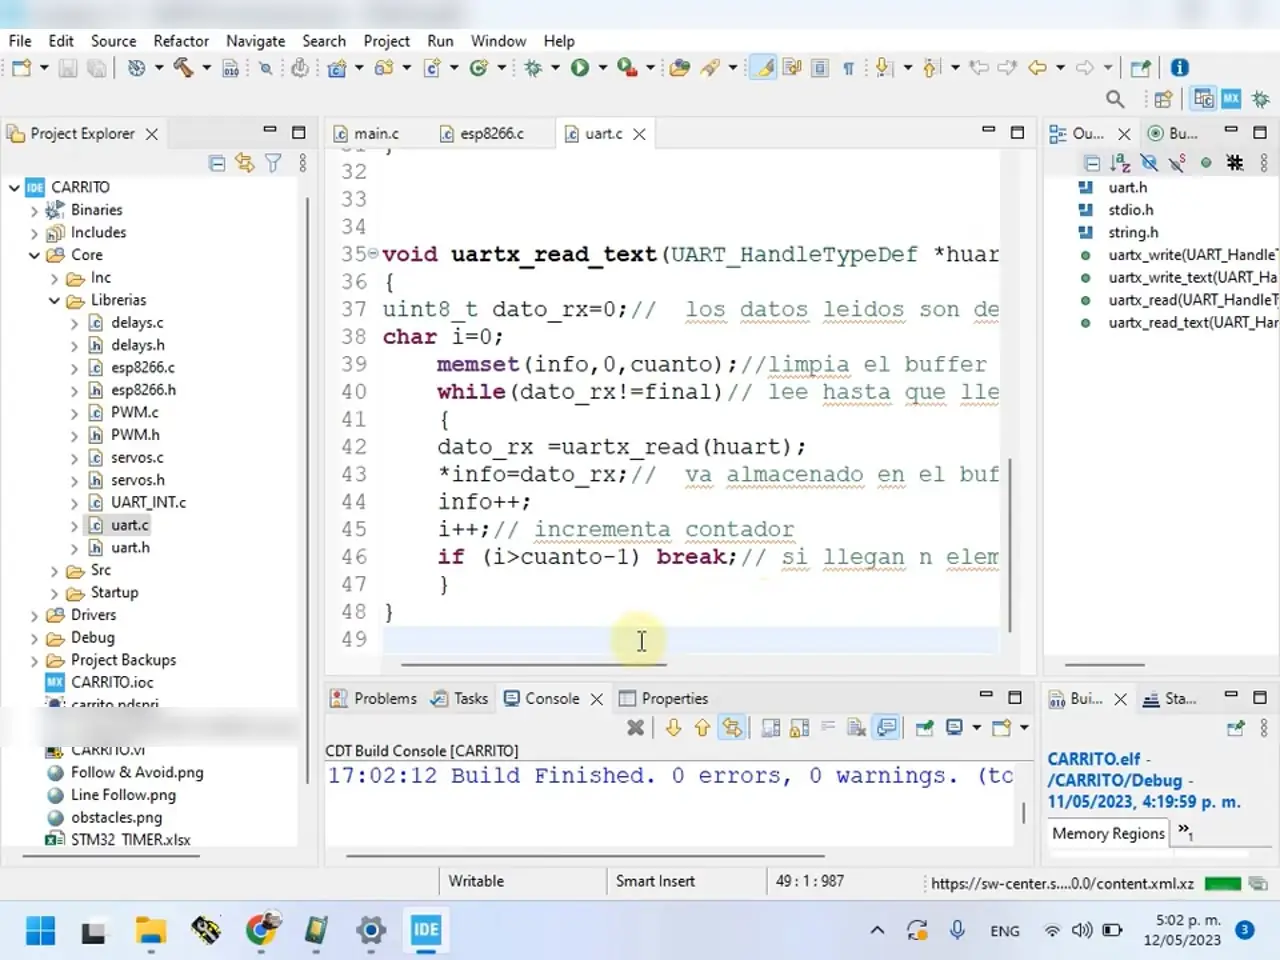 File Edit Source Refactor Navigate Search Project Run Window Help
Project Explorer
CARRITO
Binaries
Includes
Core
Inc
Librerias
delays.c
delays.h
esp8266.c
esp8266.h
PWM.c
PWM.h
servos.c
servos.h
UART_INT.c
uart.c
uart.h
Src
Startup
Drivers
Debug
Project Backups
CARRITO.ioc
Follow & Avoid.png
Line Follow.png
obstacles.png
STM32 TIMER.xlsx
main.c esp8266.c uart.c
32
33
34
35 void uartx_read_text(UART_HandleTypeDef *huar
36 {
37 uint8_t dato_rx=0;// los datos leidos son de
38 char i=0;
39 memset(info,0,cuanto);//limpia el buffer
40 while(dato_rx!=final)// lee hasta que lle
41 {
42 dato_rx =uartx_read(huart);
43 *info=dato_rx;// va almacenado en el buf
44 info++;
45 i++;// incrementa contador
46 if (i>cuanto-1) break;// si llegan n elem
47 }
48 }
49
Ou... Bu...
uart.h
stdio.h
string.h
uartx_write(UART_Handle
uartx_write_text(UART_Ha
uartx_read(UART_HandleT
uartx_read_text(UART_Har
Problems Tasks Console Properties
CDT Build Console [CARRITO]
17:02:12 Build Finished. 0 errors, 0 warnings. (to
Bui... Sta...
CARRITO.elf -
/CARRITO/Debug -
11/05/2023, 4:19:59 p. m.
Memory Regions »1
Writable Smart Insert 49 : 1 : 987 https://sw-center.s....0.0/content.xml.xz
IDE ENG 5:02 p. m.
12/05/2023 3